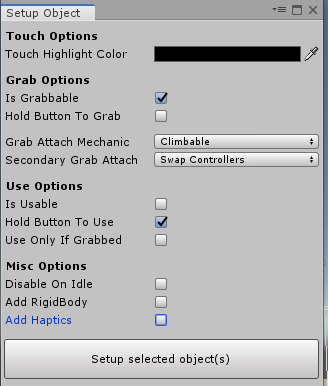 Setup Object
Touch Options
Touch Highlight Color
Grab Options
Is Grabbable
Hold Button To Grab
Grab Attach Mechanic Climbable
Secondary Grab Attach Swap Controllers
Use Options
Is Usable
Hold Button To Use
Use Only If Grabbed
Misc Options
Disable On Idle
Add RigidBody
Add Haptics
Setup selected object(s)